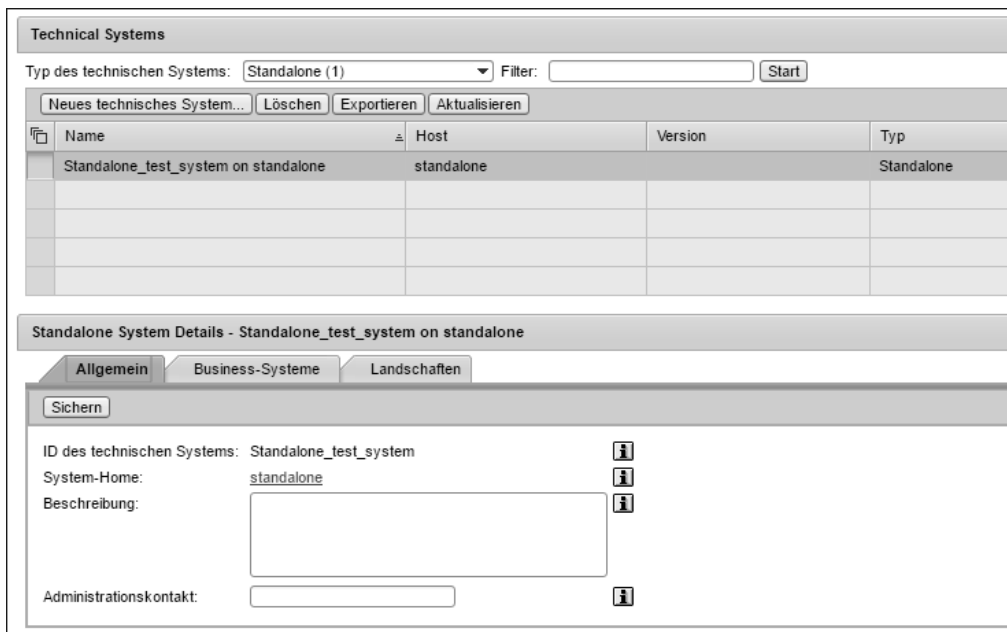 Technical Systems
Typ des technischen Systems: Standalone (1) Filter: Start
Neues technisches System... Löschen Exportieren Aktualisieren
Name Host Version Typ
Standalone_test_system on standalone standalone Standalone
Standalone System Details - Standalone_test_system on standalone
Allgemein Business-Systeme Landschaften
Sichern
ID des technischen Systems: Standalone_test_system
System-Home: standalone
Beschreibung:
Administrationskontakt: